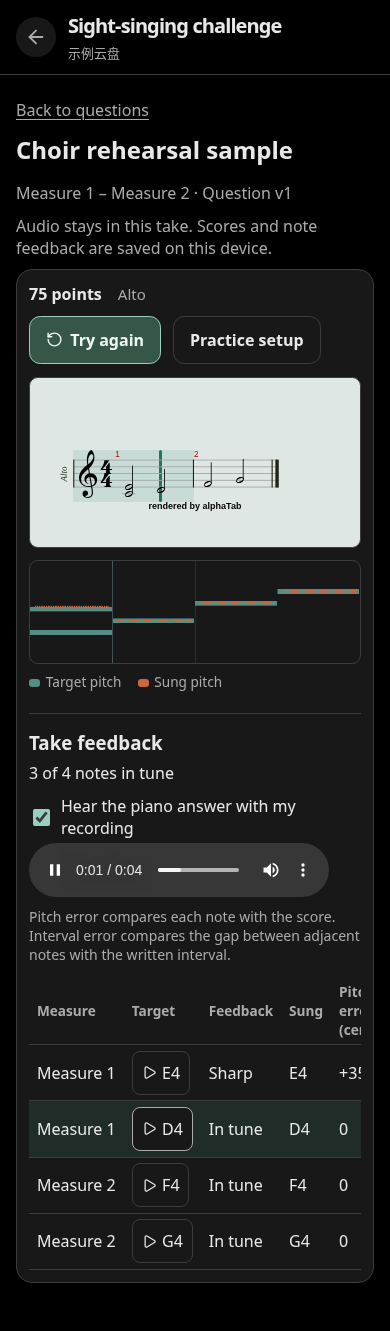 Sight-singing challenge
示例云盘
Back to questions
Choir rehearsal sample
Measure 1 – Measure 2 · Question v1
Audio stays in this take. Scores and note
feedback are saved on this device.
75 points Alto
Try again Practice setup
1 2
Alto
4
4
rendered by alphaTab
Target pitch Sung pitch
Take feedback
3 of 4 notes in tune
Hear the piano answer with my
recording
0:01 / 0:04
Pitch error compares each note with the score.
Interval error compares the gap between adjacent
notes with the written interval.
Measure Target Feedback Sung
Measure 1 E4 Sharp E4 +35
Measure 1 D4 In tune D4 0
Measure 2 F4 In tune F4 0
Measure 2 G4 In tune G4 0